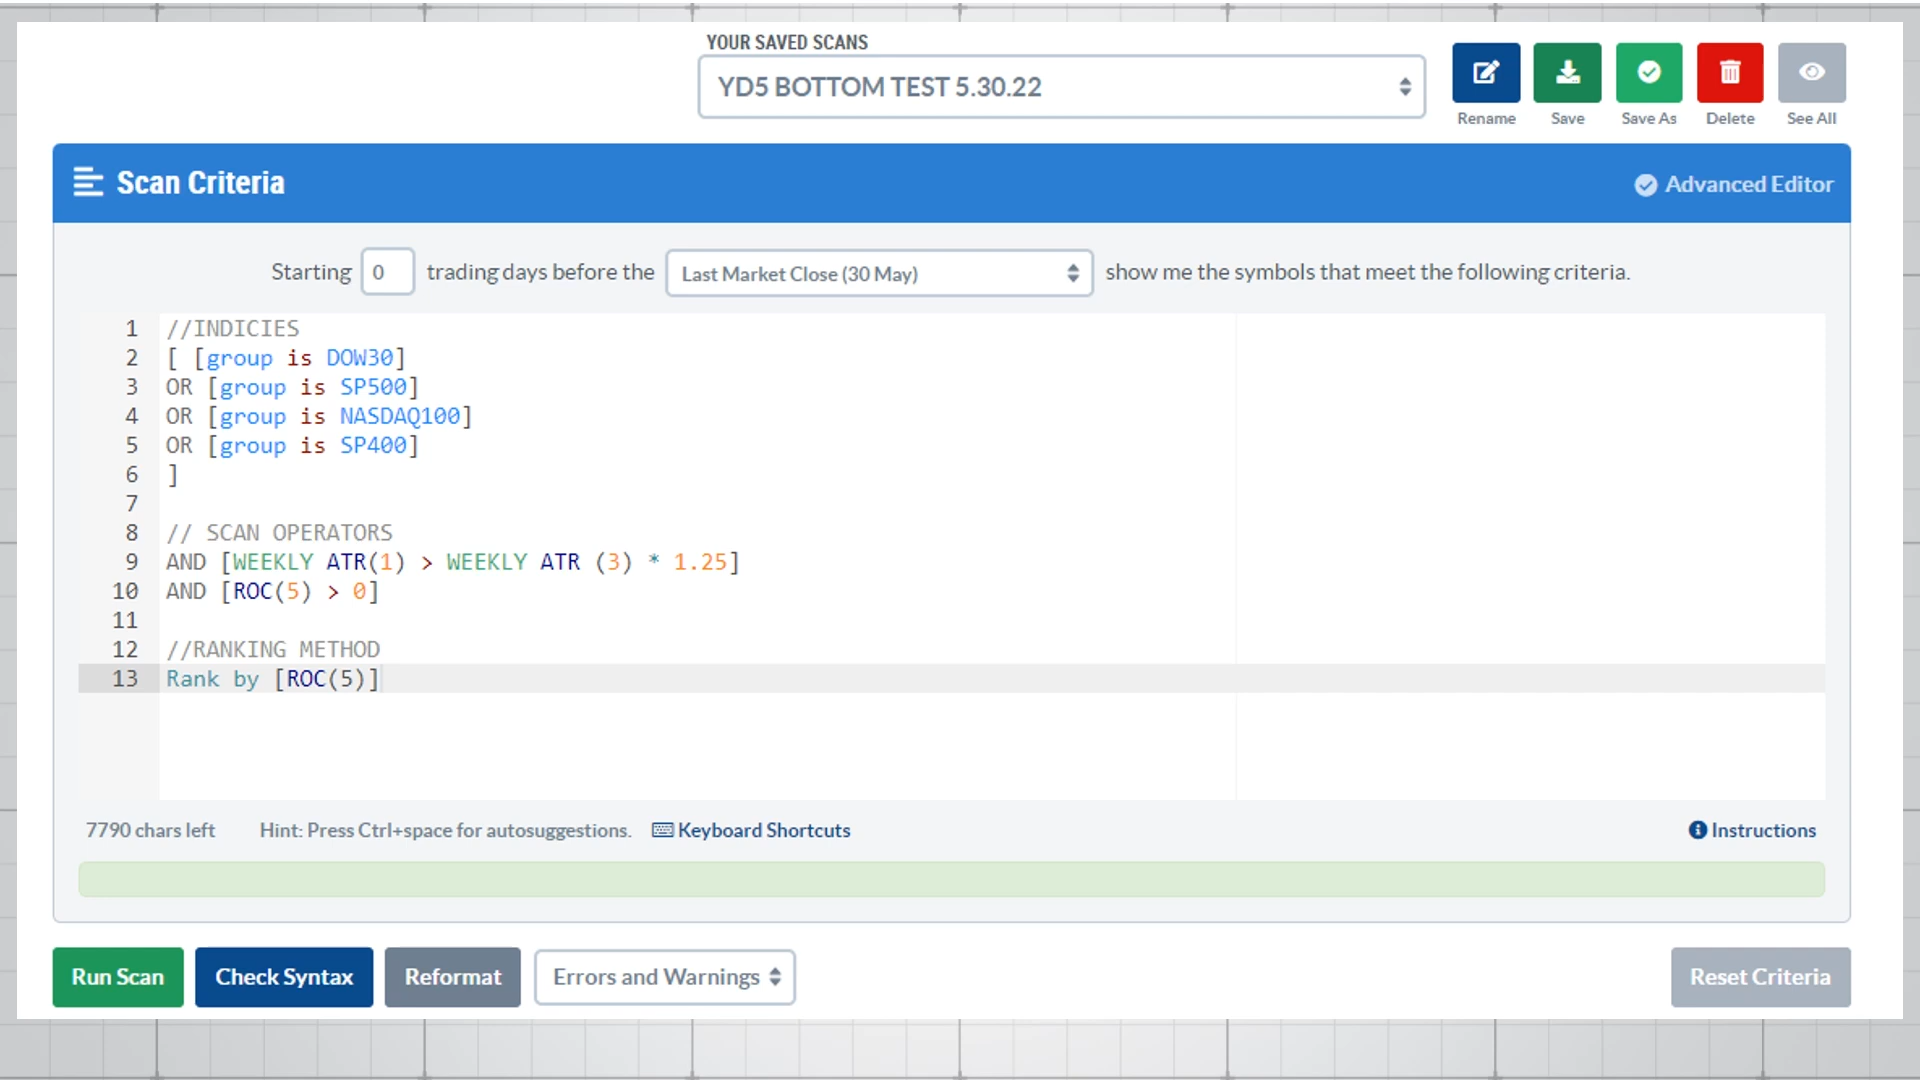 YOUR SAVED SCANS
YD5 BOTTOM TEST 5.30.22
Rename
Save
Save As
Delete
See All
Scan Criteria
Advanced Editor
Starting 0 trading days before the Last Market Close (30 May) show me the symbols that meet the following criteria.
1 //INDICIES
2 [ [group is DOW30]
3 OR [group is SP500]
4 OR [group is NASDAQ100]
5 OR [group is SP400]
6 ]
7
8 // SCAN OPERATORS
9 AND [WEEKLY ATR(1) > WEEKLY ATR (3) * 1.25]
10 AND [ROC(5) > 0]
11
12 //RANKING METHOD
13 Rank by [ROC(5)]
7790 chars left
Hint: Press Ctrl+space for autosuggestions.
Keyboard Shortcuts
Instructions
Run Scan
Check Syntax
Reformat
Errors and Warnings
Reset Criteria